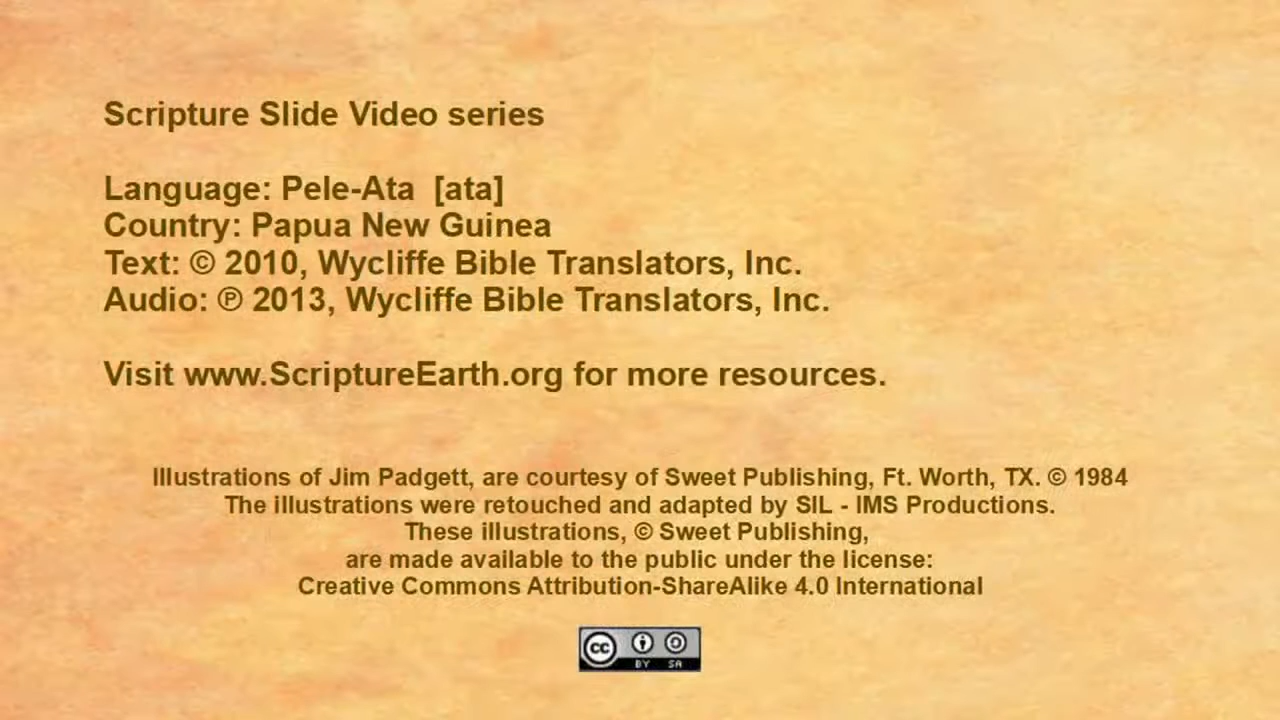 Scripture Slide Video series
Language: Pele-Ata [ata]
Country: Papua New Guinea
Text: © 2010, Wycliffe Bible Translators, Inc.
Audio: ℗ 2013, Wycliffe Bible Translators, Inc.
Visit www.ScriptureEarth.org for more resources.
Illustrations of Jim Padgett, are courtesy of Sweet Publishing, Ft. Worth, TX. © 1984
The illustrations were retouched and adapted by SIL - IMS Productions.
These illustrations, © Sweet Publishing,
are made available to the public under the license:
Creative Commons Attribution-ShareAlike 4.0 International
cc BY SA